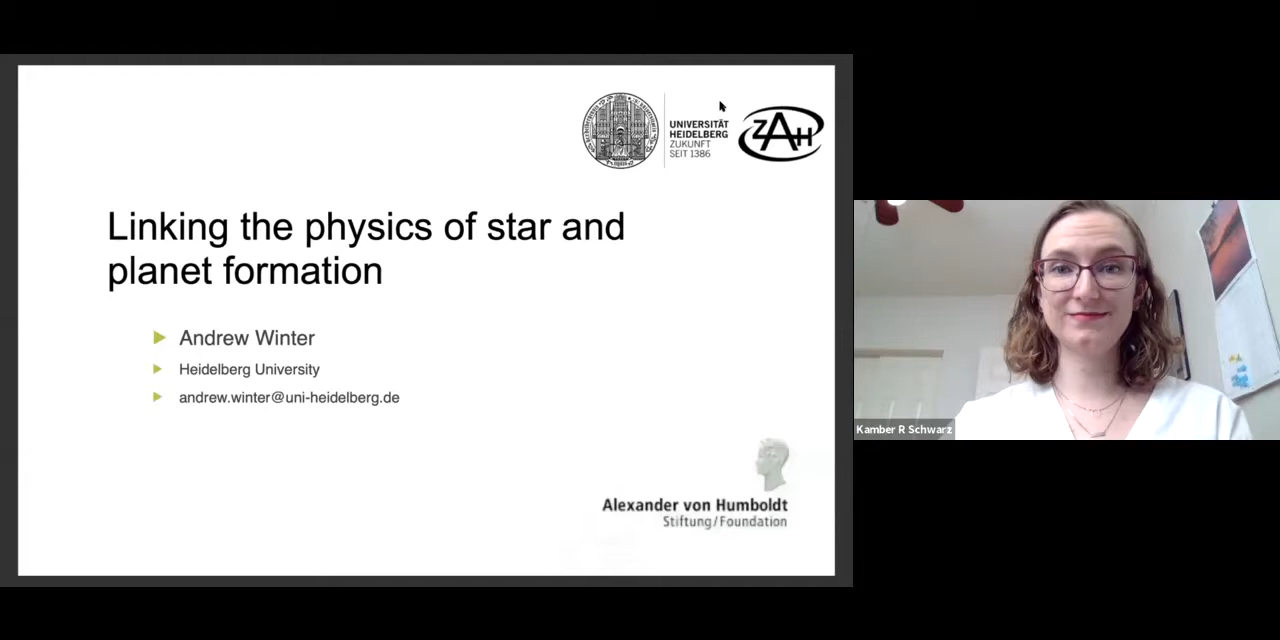 UNIVERSITÄT
HEIDELBERG
ZUKUNFT
SEIT 1386
ZAH
Linking the physics of star and
planet formation
Andrew Winter
Heidelberg University
andrew.winter@uni-heidelberg.de
Alexander von Humboldt
Stiftung/Foundation
Kamber R Schwarz